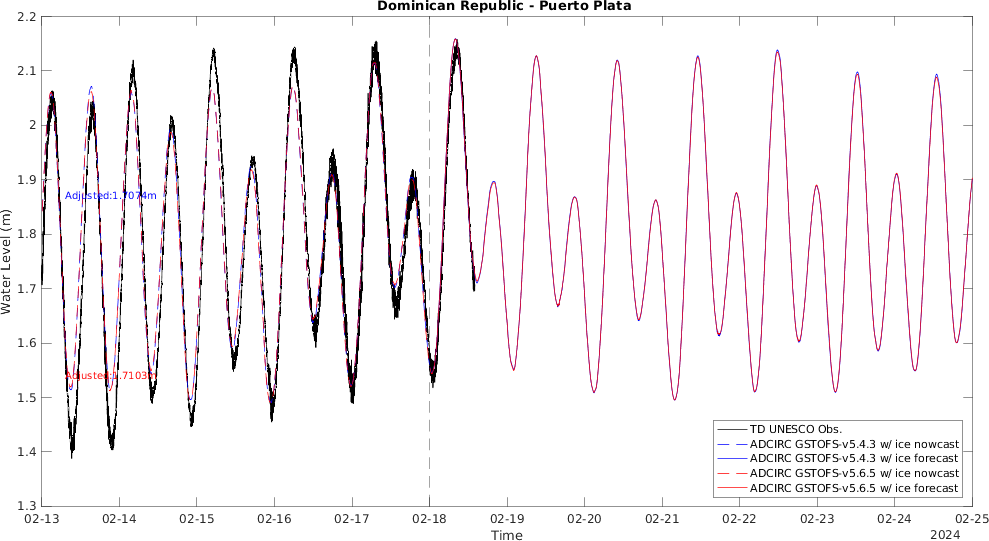 Dominican Republic - Puerto Plata
2.2
2.1
2
1.9
1.8
1.7
1.6
1.5
1.4
1.3
Water Level (m)
Adjusted:1.7074m
Adjusted:1.7103m
TD UNESCO Obs.
ADCIRC GSTOFS-v5.4.3 w/ ice nowcast
ADCIRC GSTOFS-v5.4.3 w/ ice forecast
ADCIRC GSTOFS-v5.6.5 w/ ice nowcast
ADCIRC GSTOFS-v5.6.5 w/ ice forecast
02-13 02-14 02-15 02-16 02-17 02-18 02-19 02-20 02-21 02-22 02-23 02-24 02-25
Time
2024